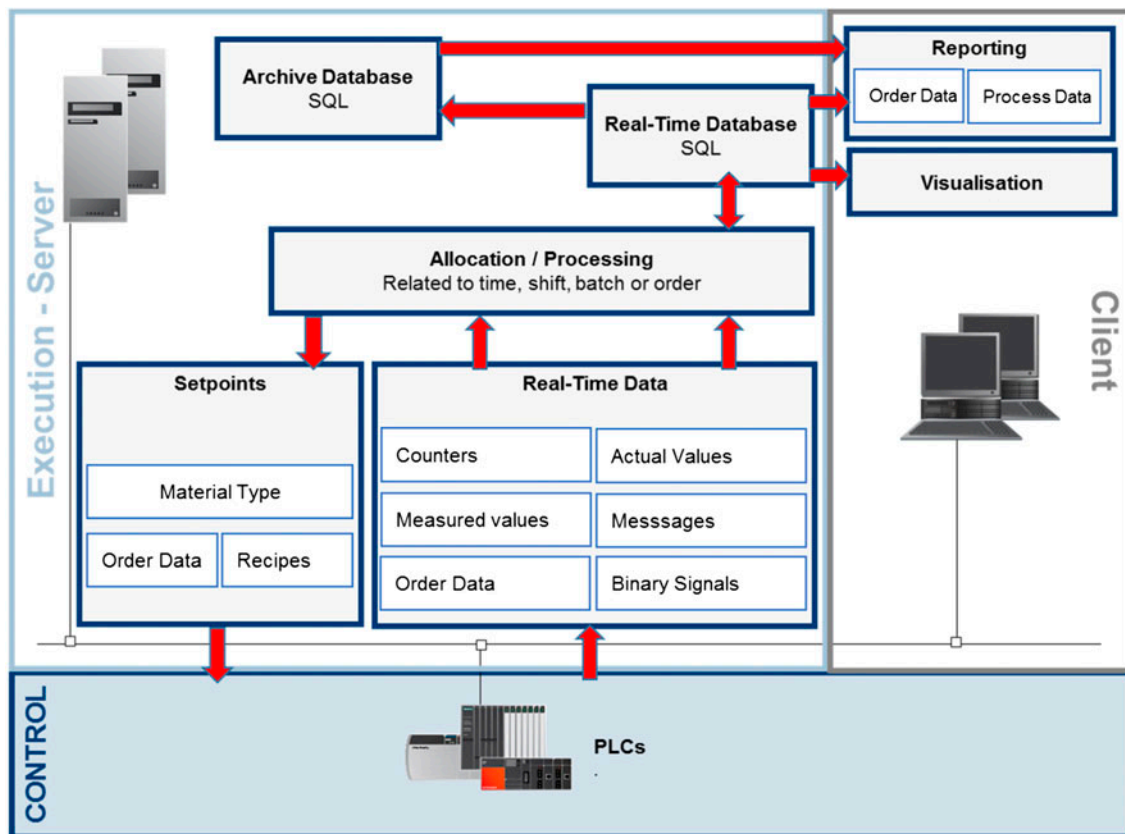 Execution - Server
Archive Database
SQL
Real-Time Database
SQL
Reporting
Order Data
Process Data
Visualisation
Client
Allocation / Processing
Related to time, shift, batch or order
Setpoints
Material Type
Order Data
Recipes
Real-Time Data
Counters
Actual Values
Measured values
Messsages
Order Data
Binary Signals
CONTROL
PLCs
.